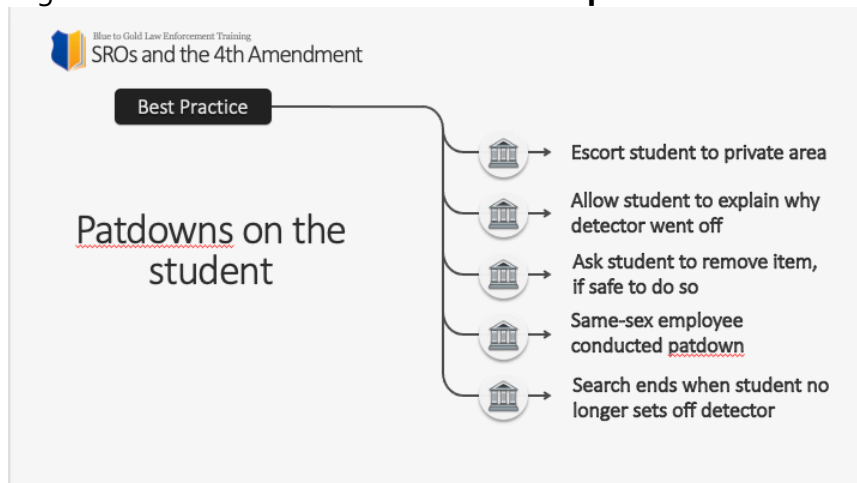 Blue to Gold Law Enforcement Training
SROs and the 4th Amendment
Best Practice
Patdowns on the
student
Escort student to private area
Allow student to explain why
detector went off
Ask student to remove item,
if safe to do so
Same-sex employee
conducted patdown
Search ends when student no
longer sets off detector